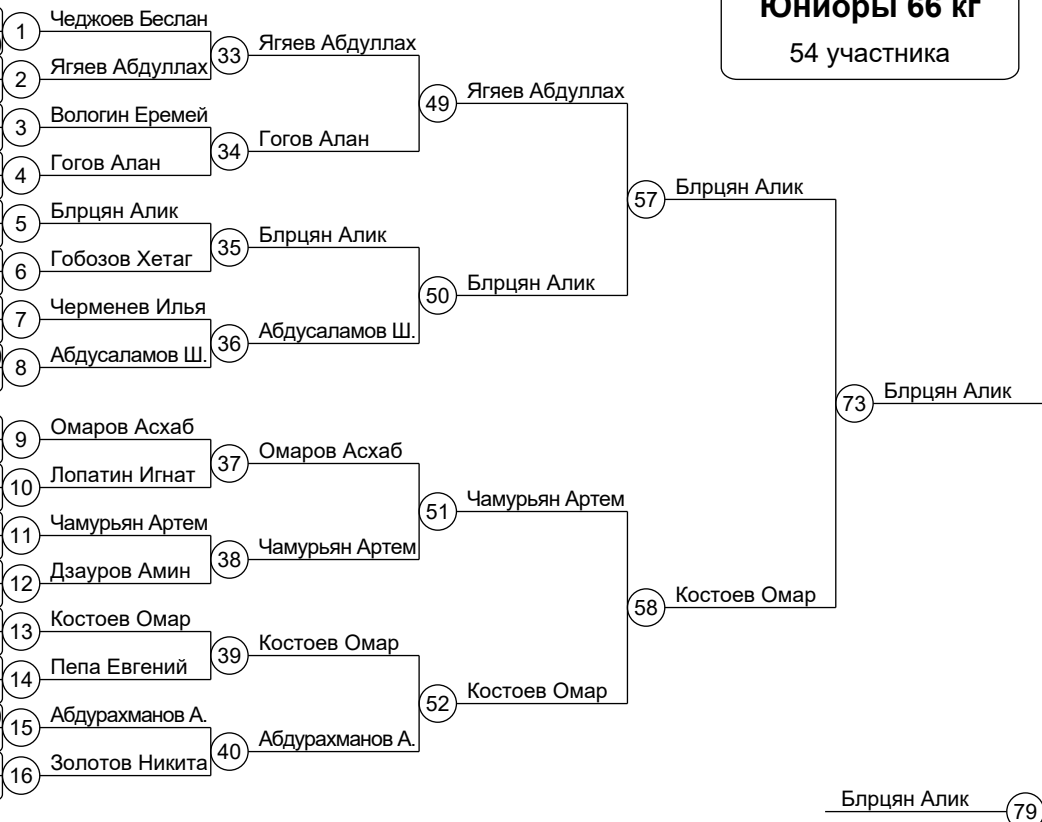 Юниоры 66 кг
54 участника
1 Чеджоев Беслан
33 Ягяев Абдуллах
2 Ягяев Абдуллах
49 Ягяев Абдуллах
3 Вологин Еремей
34 Гогов Алан
4 Гогов Алан
57 Блрцян Алик
5 Блрцян Алик
35 Блрцян Алик
6 Гобозов Хетаг
50 Блрцян Алик
7 Черменев Илья
36 Абдусаламов Ш.
8 Абдусаламов Ш.
73 Блрцян Алик
9 Омаров Асхаб
37 Омаров Асхаб
10 Лопатин Игнат
51 Чамурьян Артем
11 Чамурьян Артем
38 Чамурьян Артем
12 Дзауров Амин
58 Костоев Омар
13 Костоев Омар
39 Костоев Омар
14 Пепа Евгений
52 Костоев Омар
15 Абдурахманов А.
40 Абдурахманов А.
16 Золотов Никита
Блрцян Алик 79